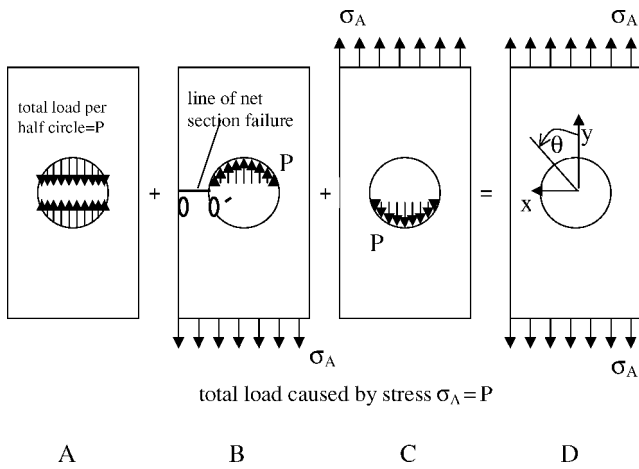 σA
σA
total load per
half circle=P
line of net
section failure
P
+
+
=
θ
y
x
O
O'
P
σA
σA
total load caused by stress σA = P
A
B
C
D